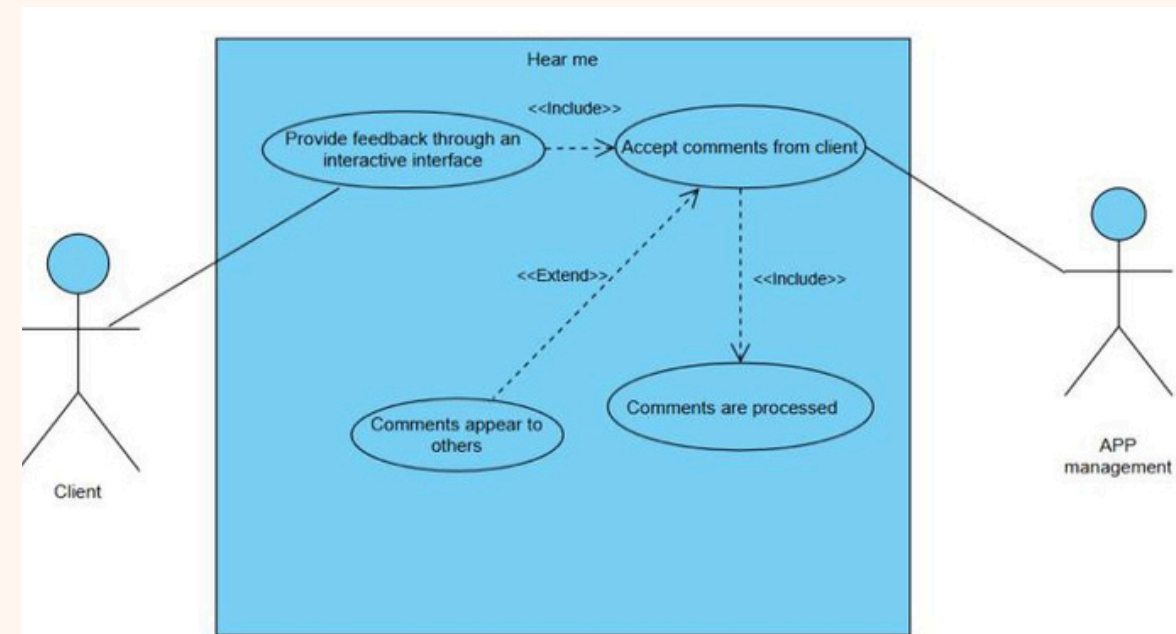 Hear me
<<Include>>
Provide feedback through an
interactive interface
Accept comments from client
<<Extend>>
<<Include>>
Comments appear to
others
Comments are processed
Client
APP
management